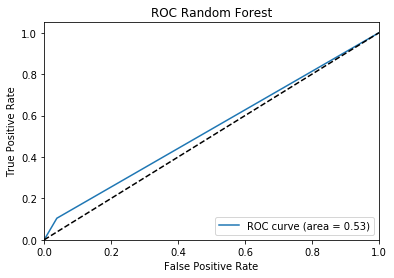 ROC Random Forest
True Positive Rate
1.0
0.8
0.6
0.4
0.2
0.0
ROC curve (area = 0.53)
0.0 0.2 0.4 0.6 0.8 1.0
False Positive Rate